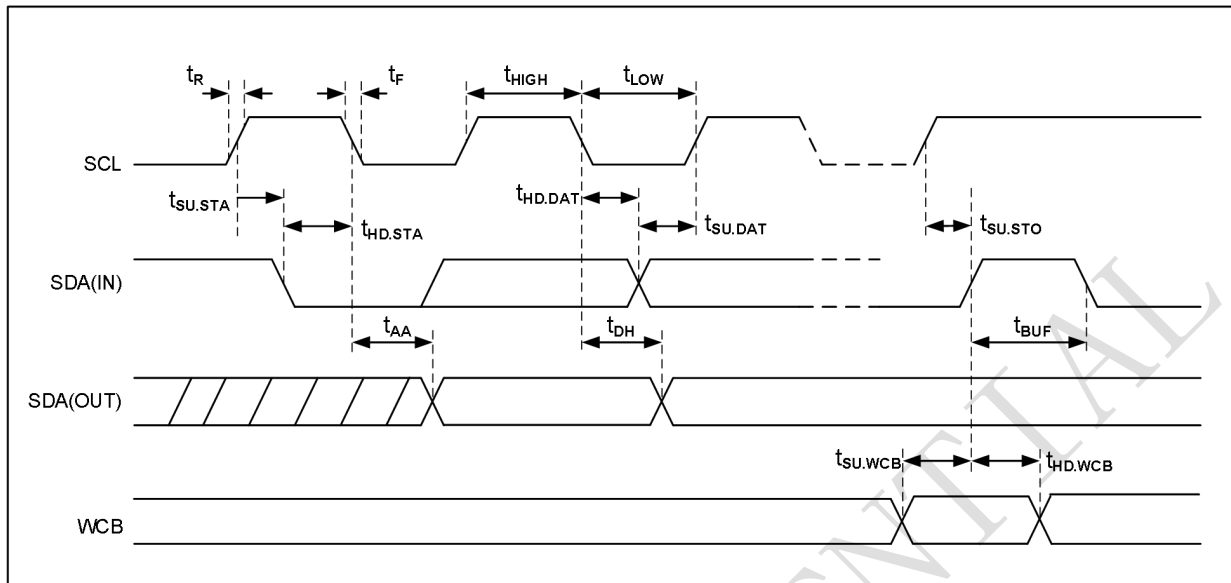 tR
tF
tHIGH
tLOW
SCL
tSU.STA
tHD.STA
tHD.DAT
tSU.DAT
tSU.STO
SDA(IN)
tAA
tDH
tBUF
SDA(OUT)
tSU.WCB
tHD.WCB
WCB
NTIAL